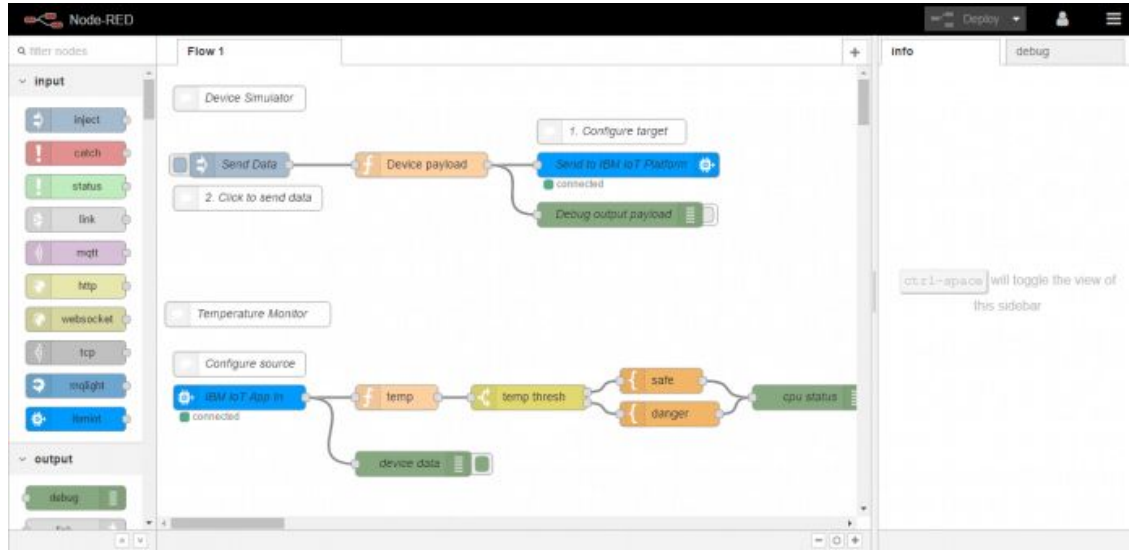 Node-RED
Deploy
filter nodes
Flow 1
+
info
debug
input
inject
catch
status
link
mqtt
http
websocket
tcp
mqlight
ibmiot
output
debug
Device Simulator
1. Configure target
Send Data
Device payload
Send to IBM IoT Platform
connected
2. Click to send data
Debug output payload
Temperature Monitor
Configure source
IBM IoT App In
connected
temp
temp thresh
safe
danger
cpu status
device data
ctrl-space will toggle the view of
this sidebar